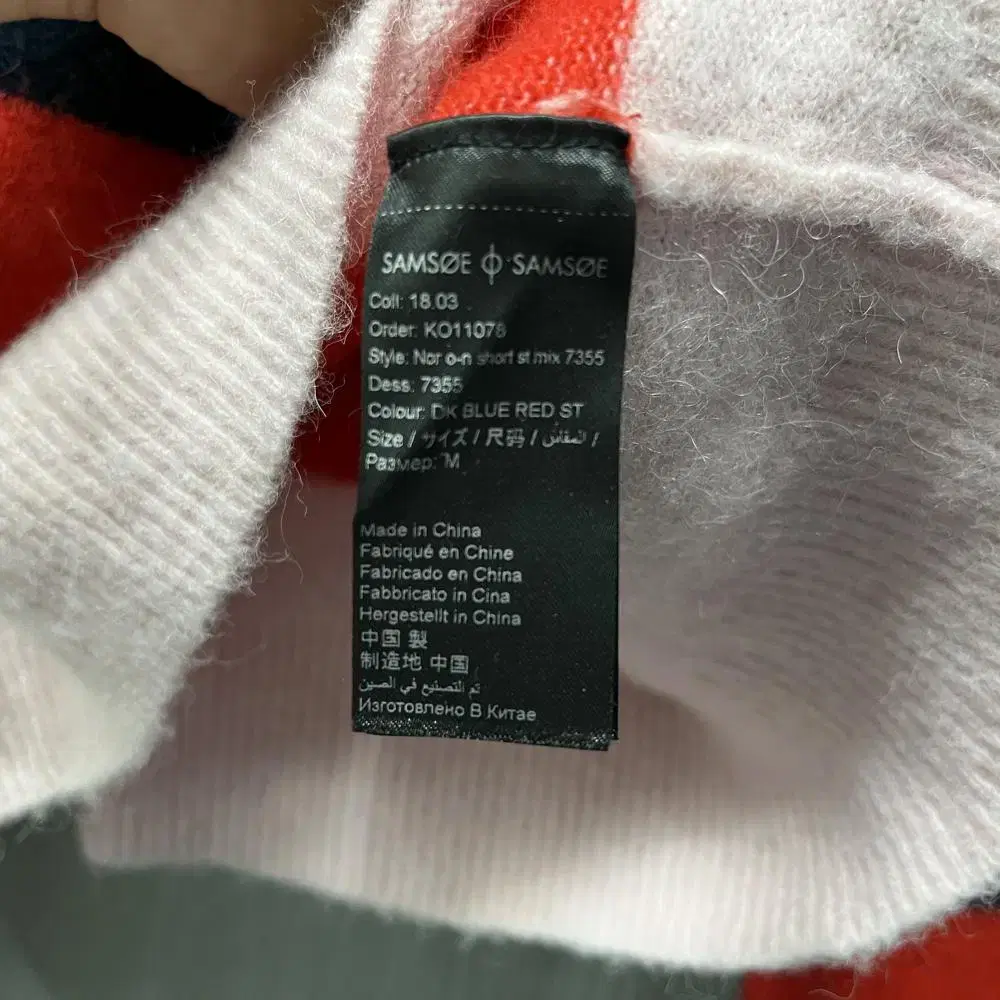 SAMSØE ϕ SAMSØE
Coll: 18.03
Order: KO11078
Style: Nor o-n short st mix 7355
Dess: 7355
Colour: DK BLUE RED ST
Size / サイズ / 尺码 / المقاس /
Размер: M
Made in China
Fabriqué en Chine
Fabricado en China
Fabbricato in Cina
Hergestellt in China
中国 製
制造地 中国
تم التصنيع في الصين
Изготовлено В Китае